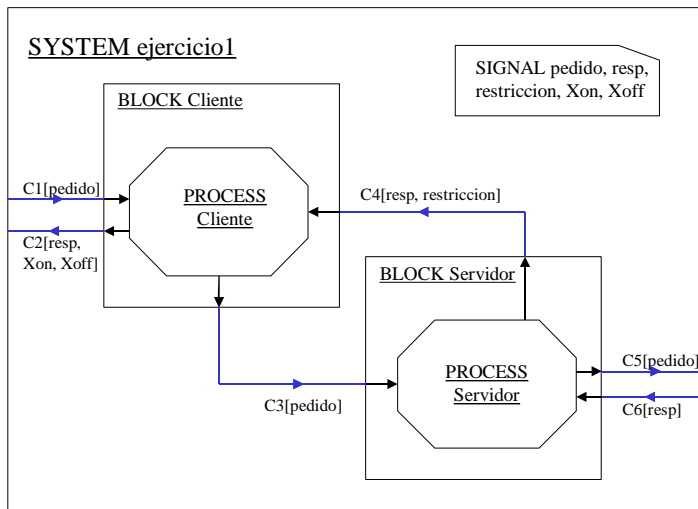 SYSTEM ejercicio1
SIGNAL pedido, resp,
restriccion, Xon, Xoff
BLOCK Cliente
C1[pedido]
PROCESS
Cliente
C4[resp, restriccion]
C2[resp,
Xon, Xoff]
BLOCK Servidor
C3[pedido]
PROCESS
Servidor
C5[pedido]
C6[resp]